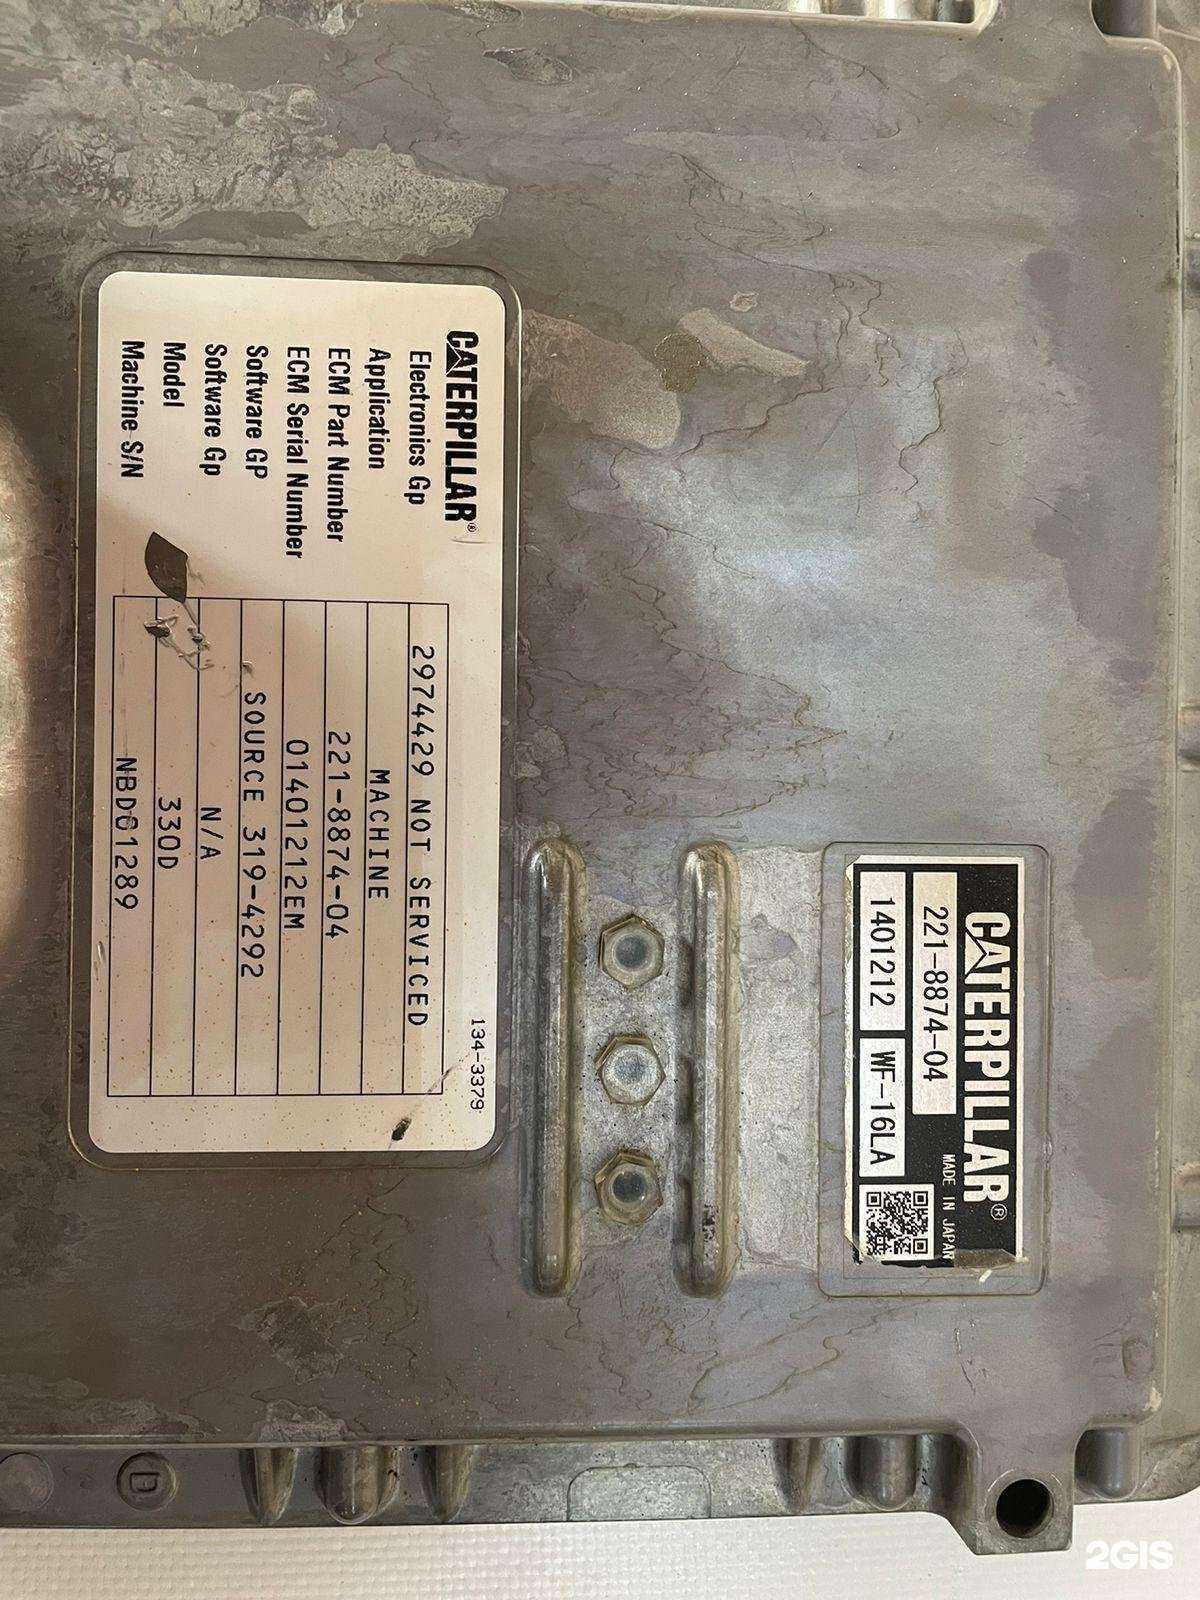 CATERPILLAR®
134-3379
Electronics Gp 2974429 NOT SERVICED
Application MACHINE
ECM Part Number 221-8874-04
ECM Serial Number 01401212EM
Software GP SOURCE 319-4292
Software Gp N/A
Model 330D
Machine S/N
CATERPILLAR®
221-8874-04 MADE IN JAPAN
1401212 WF-16LA
D
2GIS